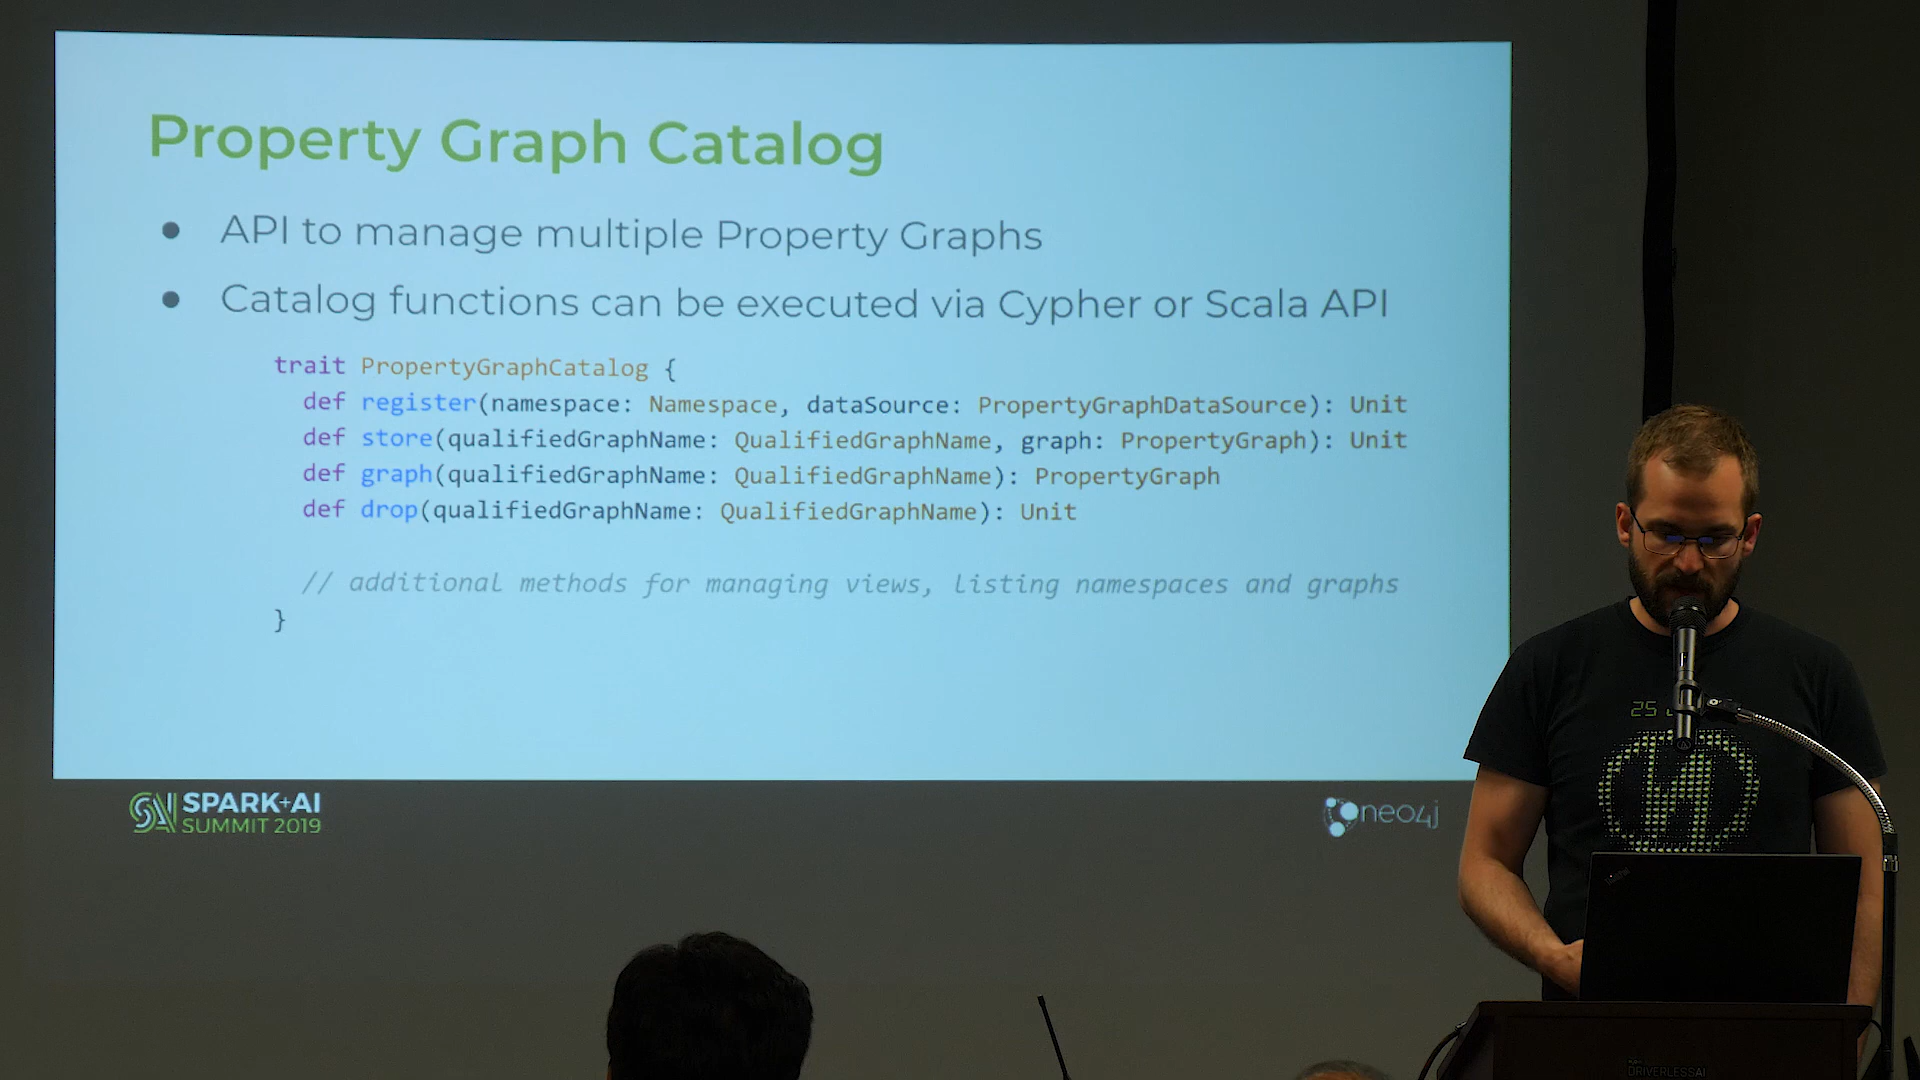 Property Graph Catalog
● API to manage multiple Property Graphs
● Catalog functions can be executed via Cypher or Scala API
trait PropertyGraphCatalog {
def register(namespace: Namespace, dataSource: PropertyGraphDataSource): Unit
def store(qualifiedGraphName: QualifiedGraphName, graph: PropertyGraph): Unit
def graph(qualifiedGraphName: QualifiedGraphName): PropertyGraph
def drop(qualifiedGraphName: QualifiedGraphName): Unit
// additional methods for managing views, listing namespaces and graphs
}
SPARK+AI
SUMMIT 2019
neo4j
25
H
ThinkPad
DRIVERLESSAI